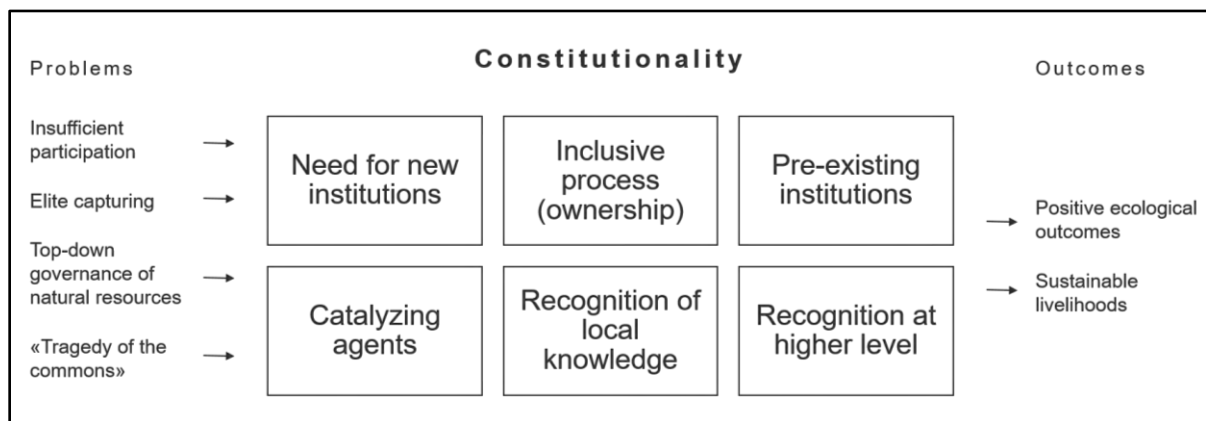 Problems
Constitutionality
Outcomes
Insufficient
participation
Elite capturing
Top-down
governance of
natural resources
«Tragedy of the
commons»
Need for new
institutions
Inclusive
process
(ownership)
Pre-existing
institutions
Catalyzing
agents
Recognition of
local
knowledge
Recognition at
higher level
Positive ecological
outcomes
Sustainable
livelihoods